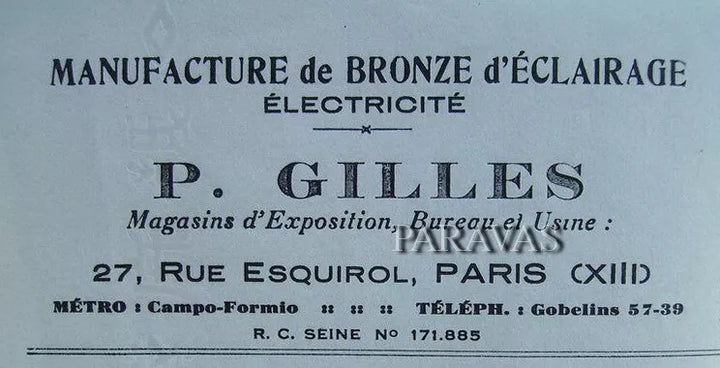 MANUFACTURE de BRONZE d'ÉCLAIRAGE
ÉLECTRICITÉ
P. GILLES
Magasins d'Exposition, Bureau et Usine :
PARAVAS
27, RUE ESQUIROL, PARIS (XIII)
MÉTRO : Campo-Formio :: :: :: TÉLÉPH. : Gobelins 57-39
R. C. SEINE Nº 171.885